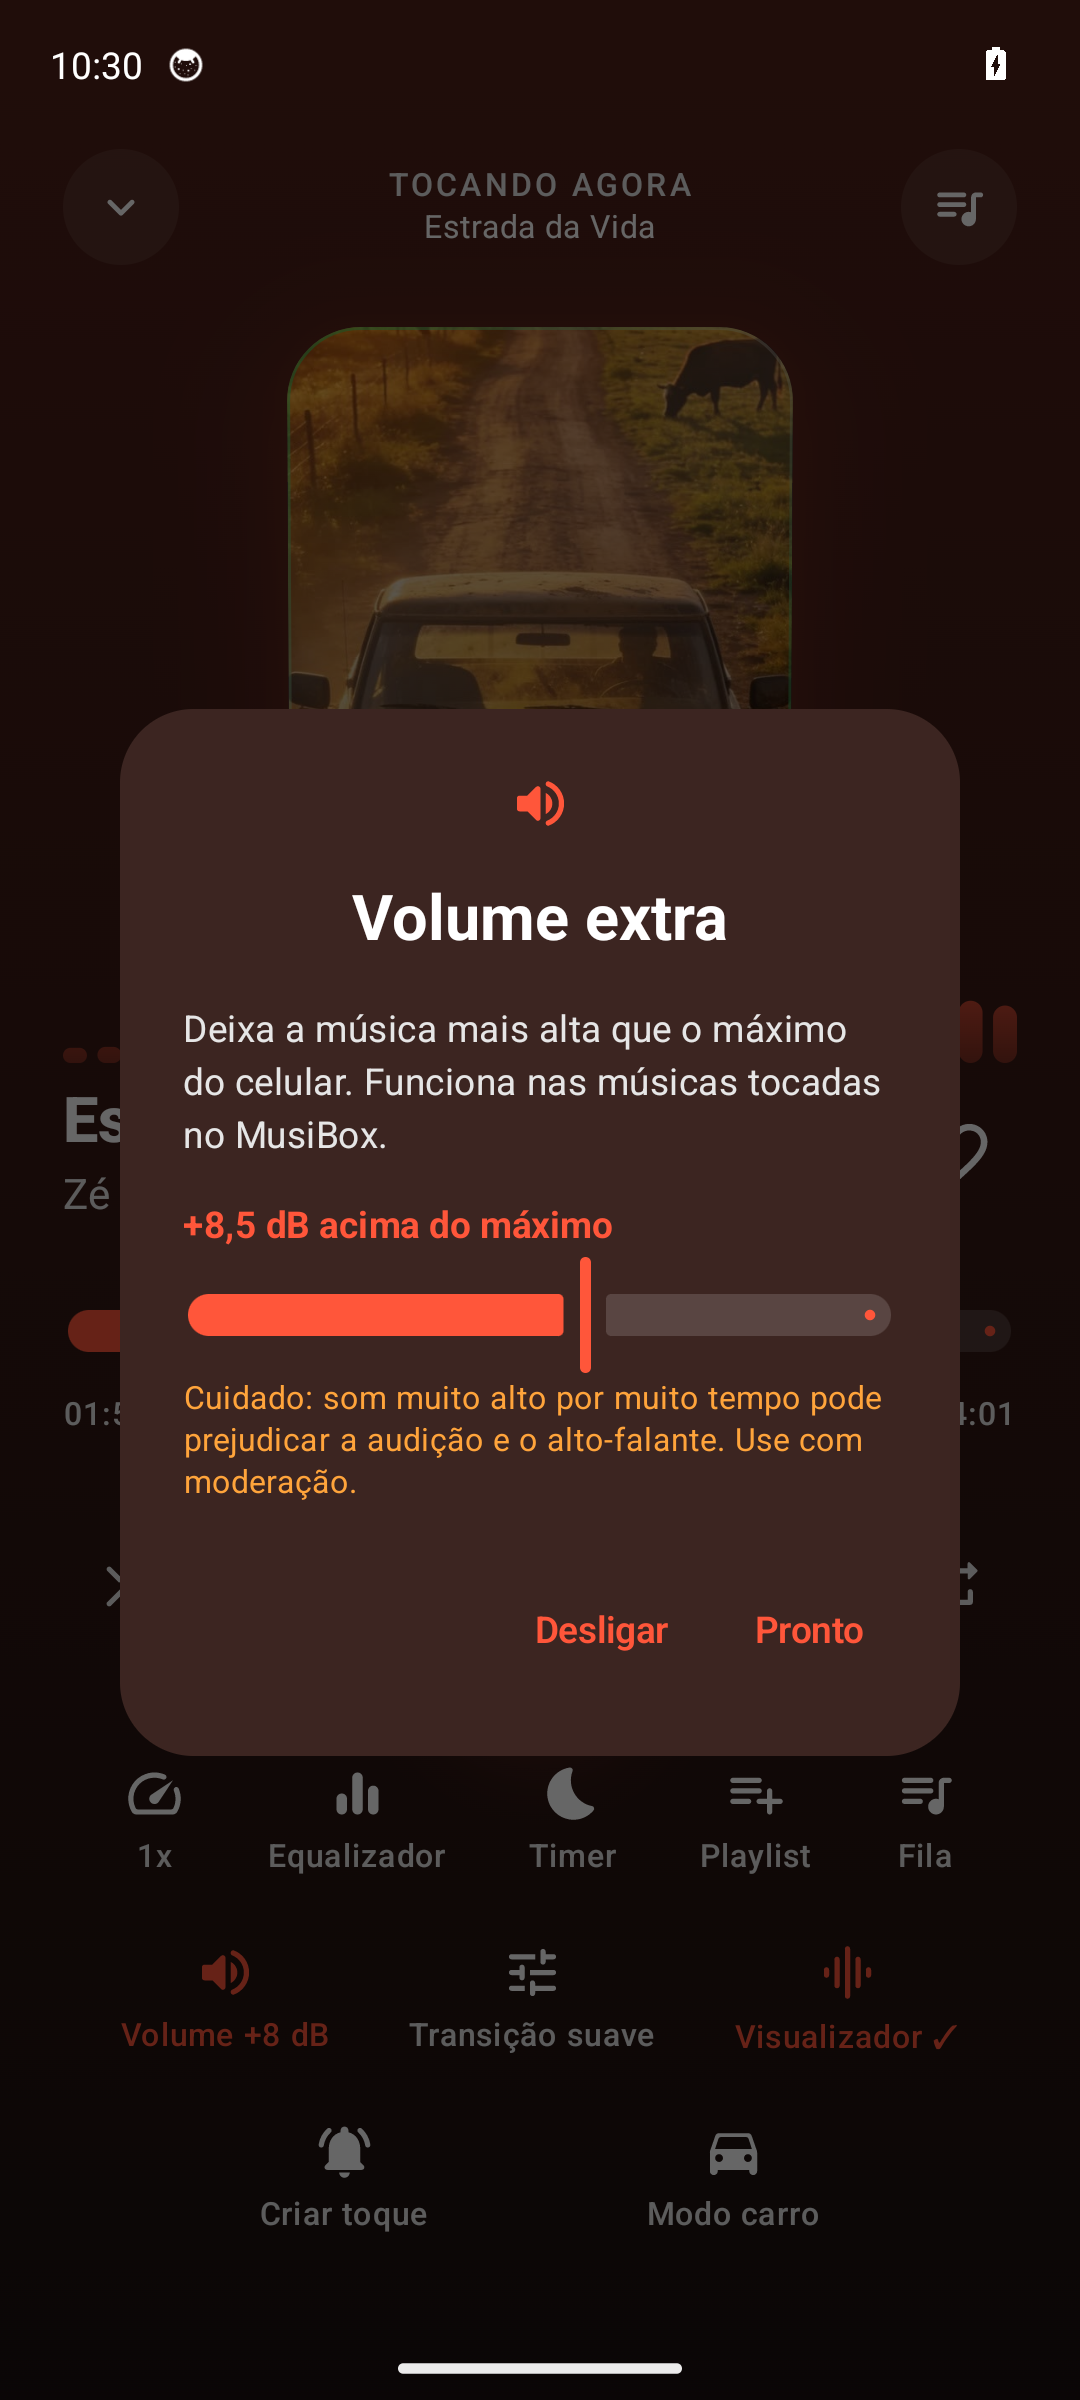 10:30
TOCANDO AGORA
Estrada da Vida
Volume extra
Deixa a música mais alta que o máximo
do celular. Funciona nas músicas tocadas
no MusiBox.
Zé
+8,5 dB acima do máximo
Cuidado: som muito alto por muito tempo pode
prejudicar a audição e o alto-falante. Use com
moderação.
Desligar Pronto
1x Equalizador Timer Playlist Fila
Volume +8 dB Transição suave Visualizador ✓
Criar toque Modo carro